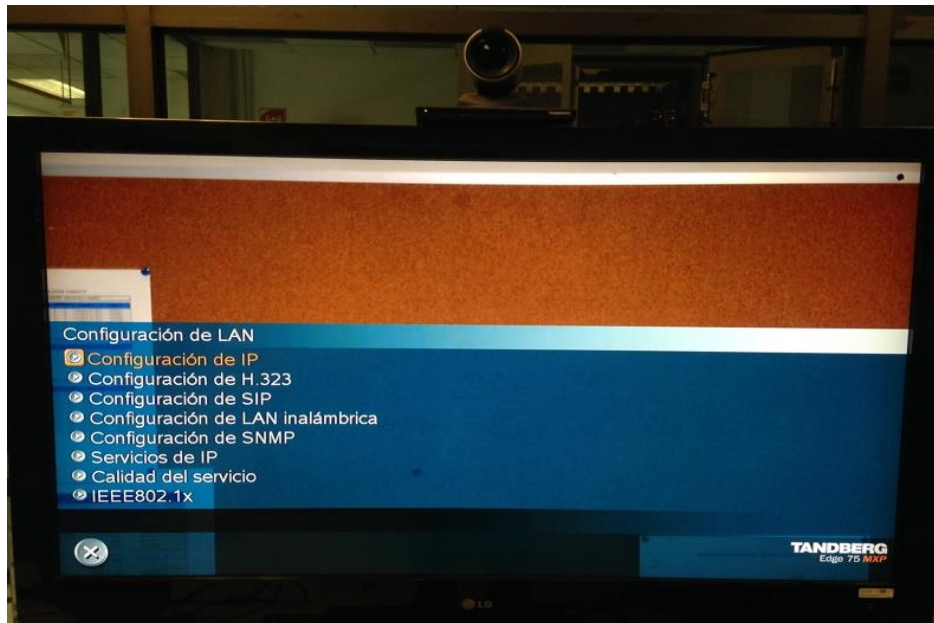 Configuración de LAN
Configuración de IP
Configuración de H.323
Configuración de SIP
Configuración de LAN inalámbrica
Configuración de SNMP
Servicios de IP
Calidad del servicio
IEEE802.1x
TANDBERG
Edge 75 MXP
LG